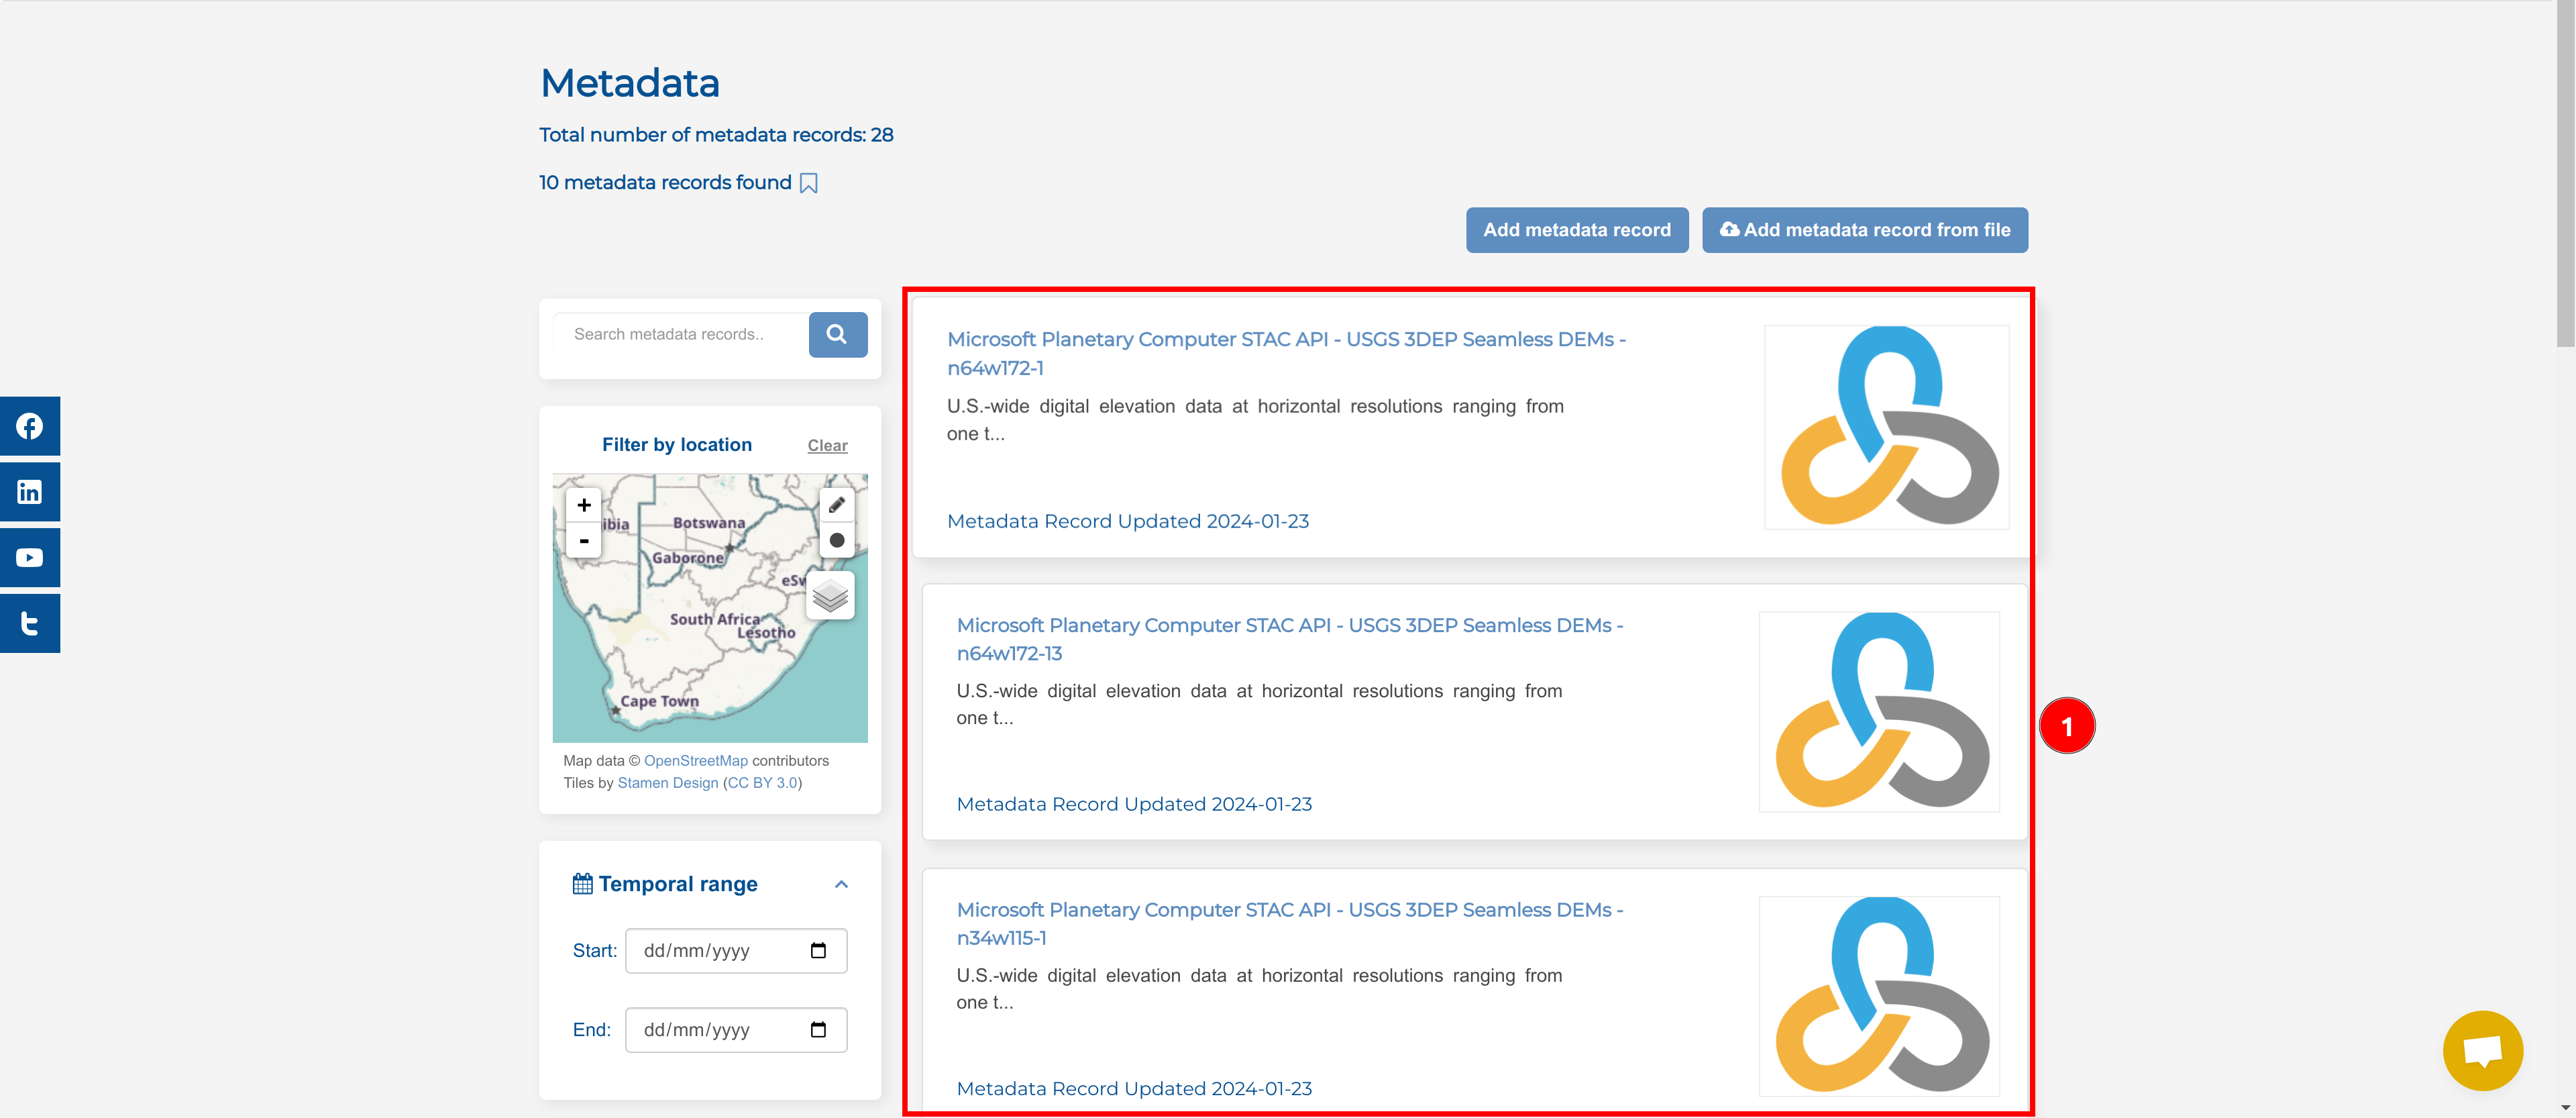 Metadata
Total number of metadata records: 28
10 metadata records found
Add metadata record
Add metadata record from file
Search metadata records..
Filter by location
Clear
+
-
ibia
Botswana
Gaborone
eSw
South Africa
Lesotho
Cape Town
Map data © OpenStreetMap contributors
Tiles by Stamen Design (CC BY 3.0)
Temporal range
Start:
dd/mm/yyyy
End:
dd/mm/yyyy
Microsoft Planetary Computer STAC API - USGS 3DEP Seamless DEMs -
n64w172-1
U.S.-wide digital elevation data at horizontal resolutions ranging from
one t...
Metadata Record Updated 2024-01-23
Microsoft Planetary Computer STAC API - USGS 3DEP Seamless DEMs -
n64w172-13
U.S.-wide digital elevation data at horizontal resolutions ranging from
one t...
Metadata Record Updated 2024-01-23
Microsoft Planetary Computer STAC API - USGS 3DEP Seamless DEMs -
n34w115-1
U.S.-wide digital elevation data at horizontal resolutions ranging from
one t...
Metadata Record Updated 2024-01-23
1